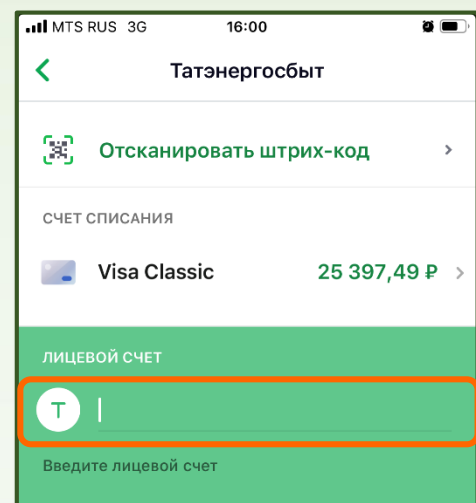 MTS RUS 3G 16:00
Татэнергосбыт
Отсканировать штрих-код
СЧЕТ СПИСАНИЯ
Visa Classic 25 397,49 ₽
ЛИЦЕВОЙ СЧЕТ
Т
Введите лицевой счет